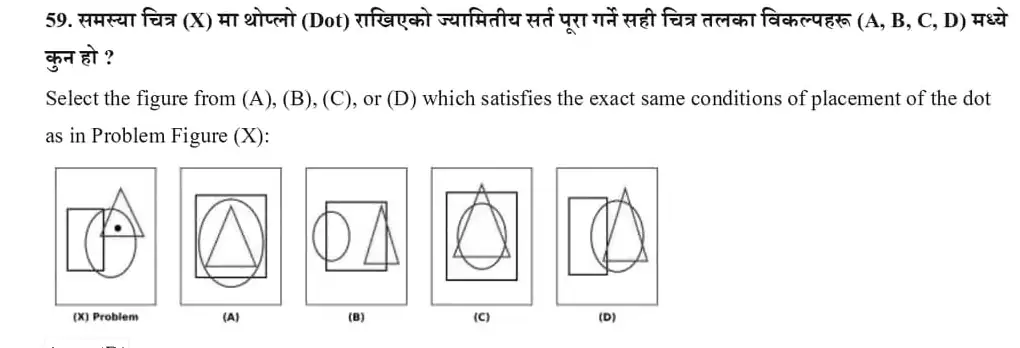 59. समस्या चित्र (X) मा थोप्लो (Dot) राखिएको ज्यामितीय सर्त पूरा गर्ने सही चित्र तलका विकल्पहरू (A, B, C, D) मध्ये
कुन हो ?
Select the figure from (A), (B), (C), or (D) which satisfies the exact same conditions of placement of the dot
as in Problem Figure (X):
(X) Problem (A) (B) (C) (D)